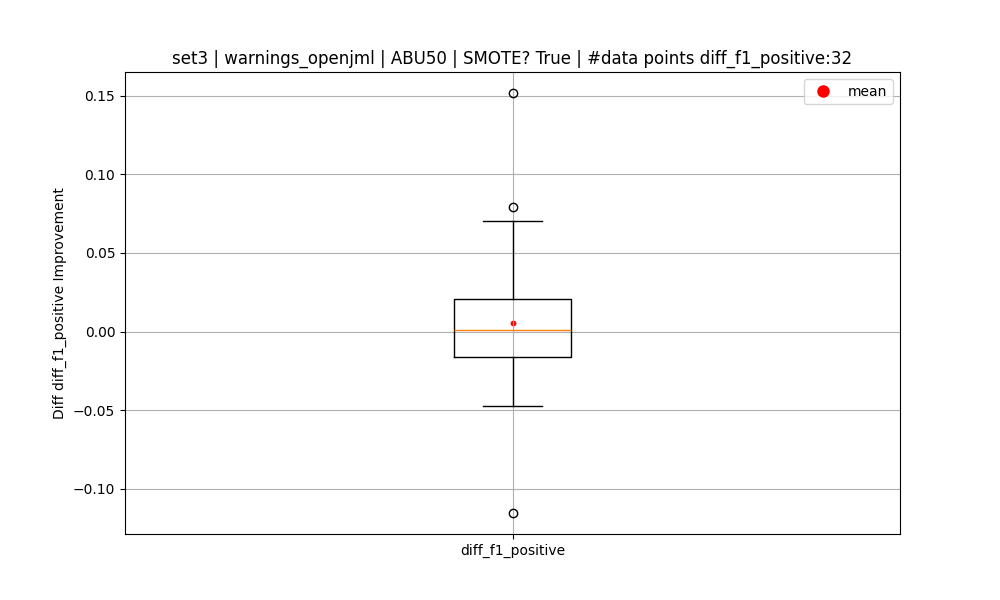 set3 | warnings_openjml | ABU50 | SMOTE? True | #data points diff_f1_positive:32
mean
Diff diff_f1_positive Improvement
0.15
0.10
0.05
0.00
−0.05
−0.10
diff_f1_positive